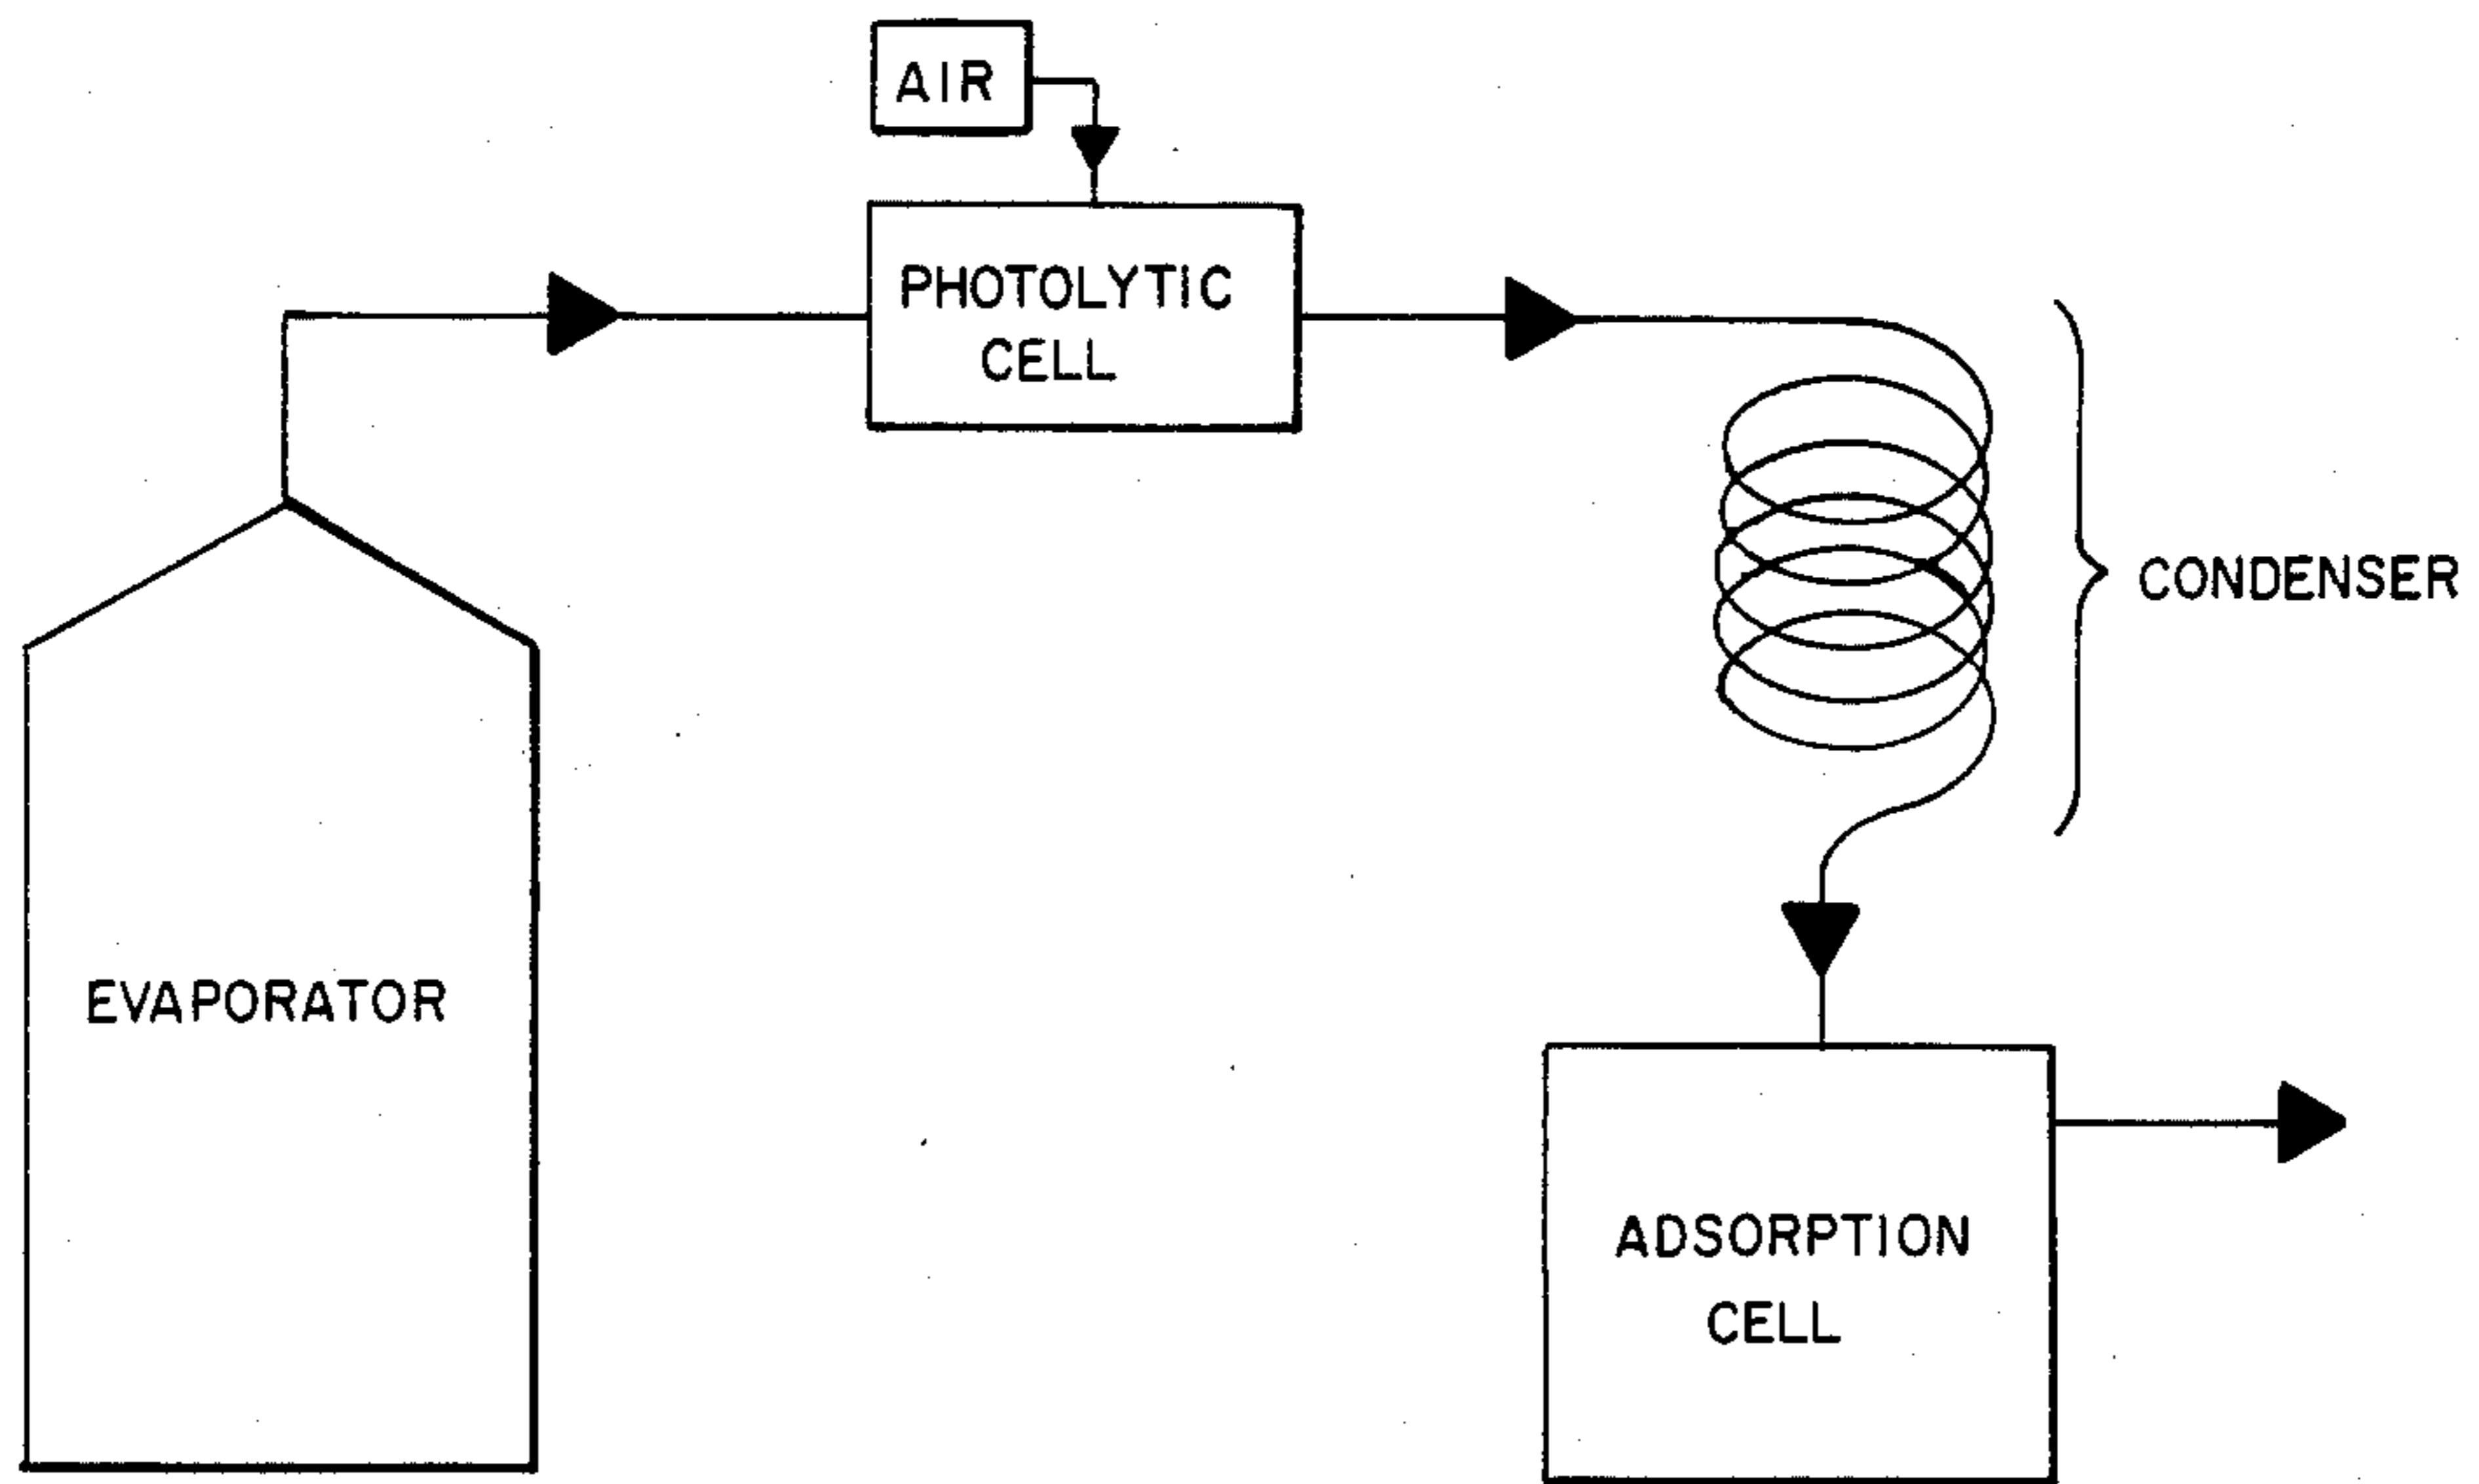 AIR
PHOTOLYTIC
CELL
CONDENSER
EVAPORATOR
ADSORPTION
CELL